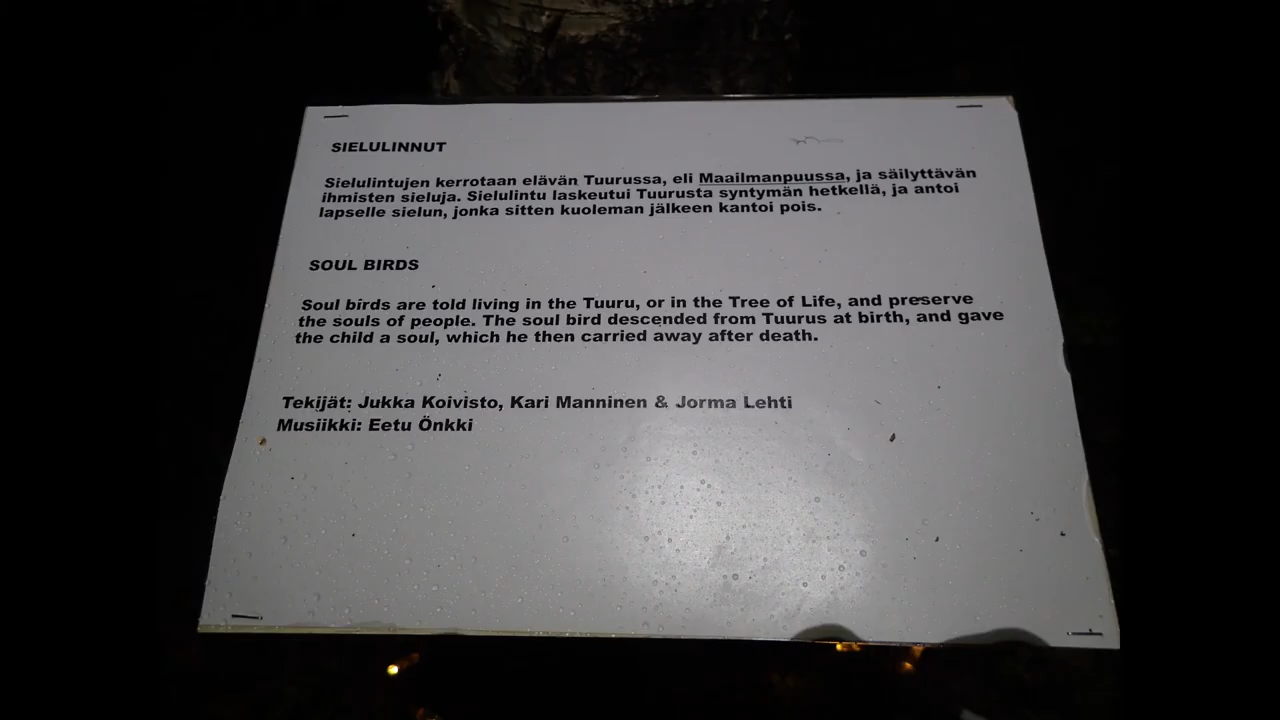 SIELULINNUT
Sielulintujen kerrotaan elävän Tuurussa, eli Maailmanpuussa, ja säilyttävän
ihmisten sieluja. Sielulintu laskeutui Tuurusta syntymän hetkellä, ja antoi
lapselle sielun, jonka sitten kuoleman jälkeen kantoi pois.
SOUL BIRDS
Soul birds are told living in the Tuuru, or in the Tree of Life, and preserve
the souls of people. The soul bird descended from Tuurus at birth, and gave
the child a soul, which he then carried away after death.
Tekijät: Jukka Koivisto, Kari Manninen & Jorma Lehti
Musiikki: Eetu Önkki